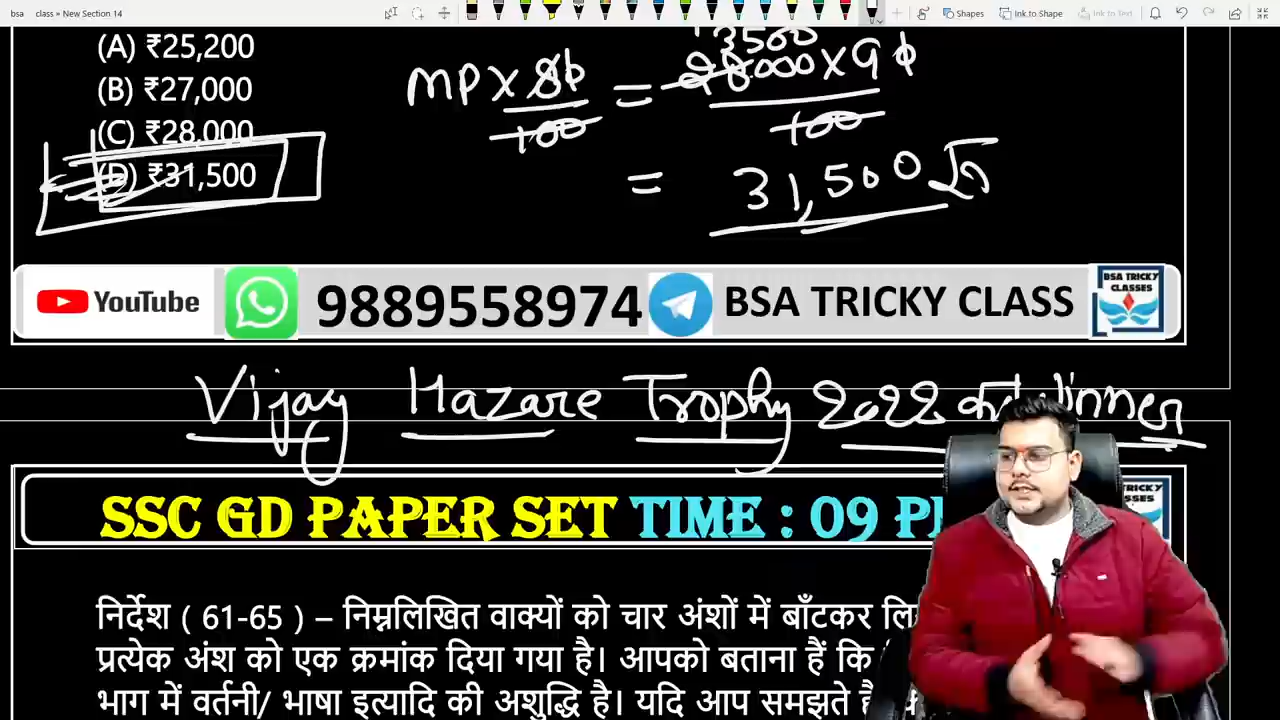 bsa class » New Section 14 Shapes Ink to Shape Ink to Text
(A) ₹25,200
(B) ₹27,000
(C) ₹28,000
(D) ₹31,500
3500
MP × 80/100 = 28000 × 90/100
= 31,500 रु
YouTube 9889558974 BSA TRICKY CLASS BSA TRICKY CLASSES
Vijay Hazare Trophy 2022 का Winner
SSC GD PAPER SET TIME : 09 P
निर्देश ( 61-65 ) – निम्नलिखित वाक्यों को चार अंशों में बाँटकर
प्रत्येक अंश को एक क्रमांक दिया गया है। आपको बताना हैं कि
भाग में वर्तनी/ भाषा इत्यादि की अशुद्धि है। यदि आप समझते